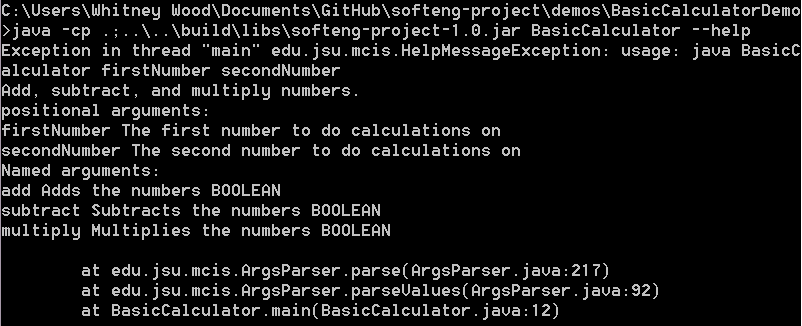 C:\Users\Whitney Wood\Documents\GitHub\softeng-project\demos\BasicCalculatorDemo
>java -cp .;..\..\build\libs\softeng-project-1.0.jar BasicCalculator --help
Exception in thread "main" edu.jsu.mcis.HelpMessageException: usage: java BasicC
alculator firstNumber secondNumber
Add, subtract, and multiply numbers.
positional arguments:
firstNumber The first number to do calculations on
secondNumber The second number to do calculations on
Named arguments:
add Adds the numbers BOOLEAN
subtract Subtracts the numbers BOOLEAN
multiply Multiplies the numbers BOOLEAN
at edu.jsu.mcis.ArgsParser.parse(ArgsParser.java:217)
at edu.jsu.mcis.ArgsParser.parseValues(ArgsParser.java:92)
at BasicCalculator.main(BasicCalculator.java:12)